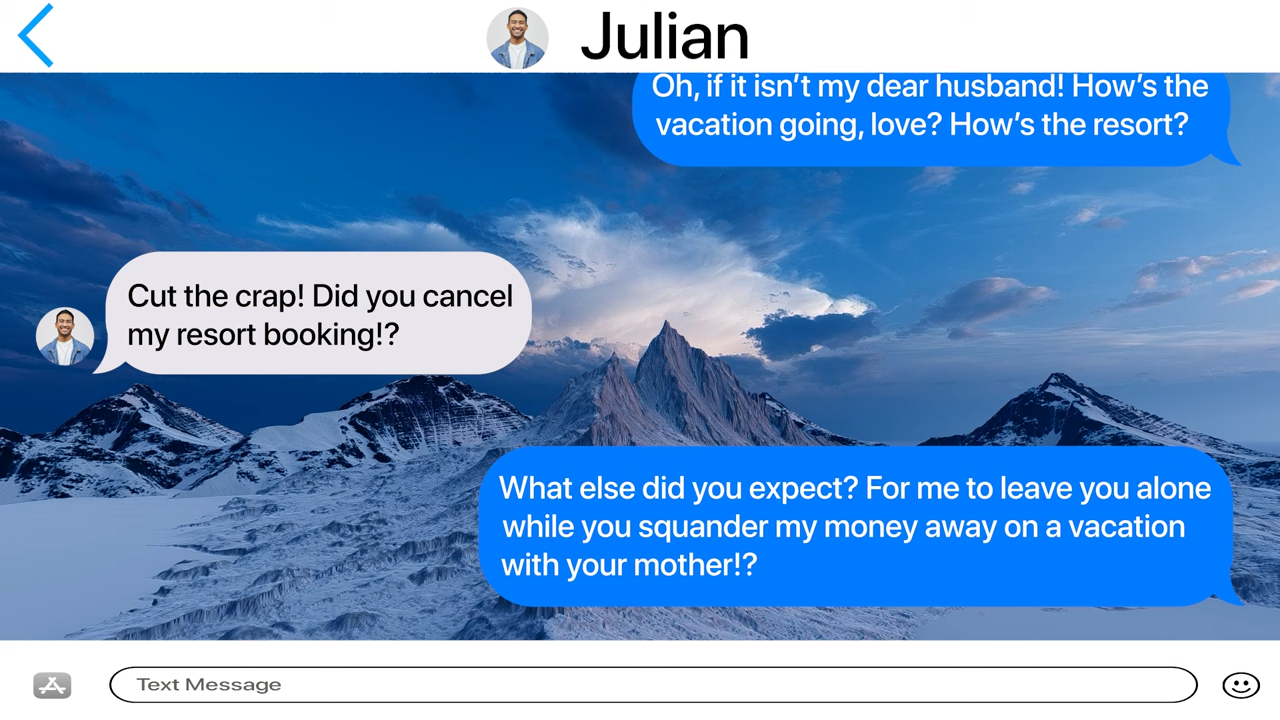 Julian
Oh, if it isn’t my dear husband! How’s the
vacation going, love? How’s the resort?
Cut the crap! Did you cancel
my resort booking!?
What else did you expect? For me to leave you alone
while you squander my money away on a vacation
with your mother!?
Text Message